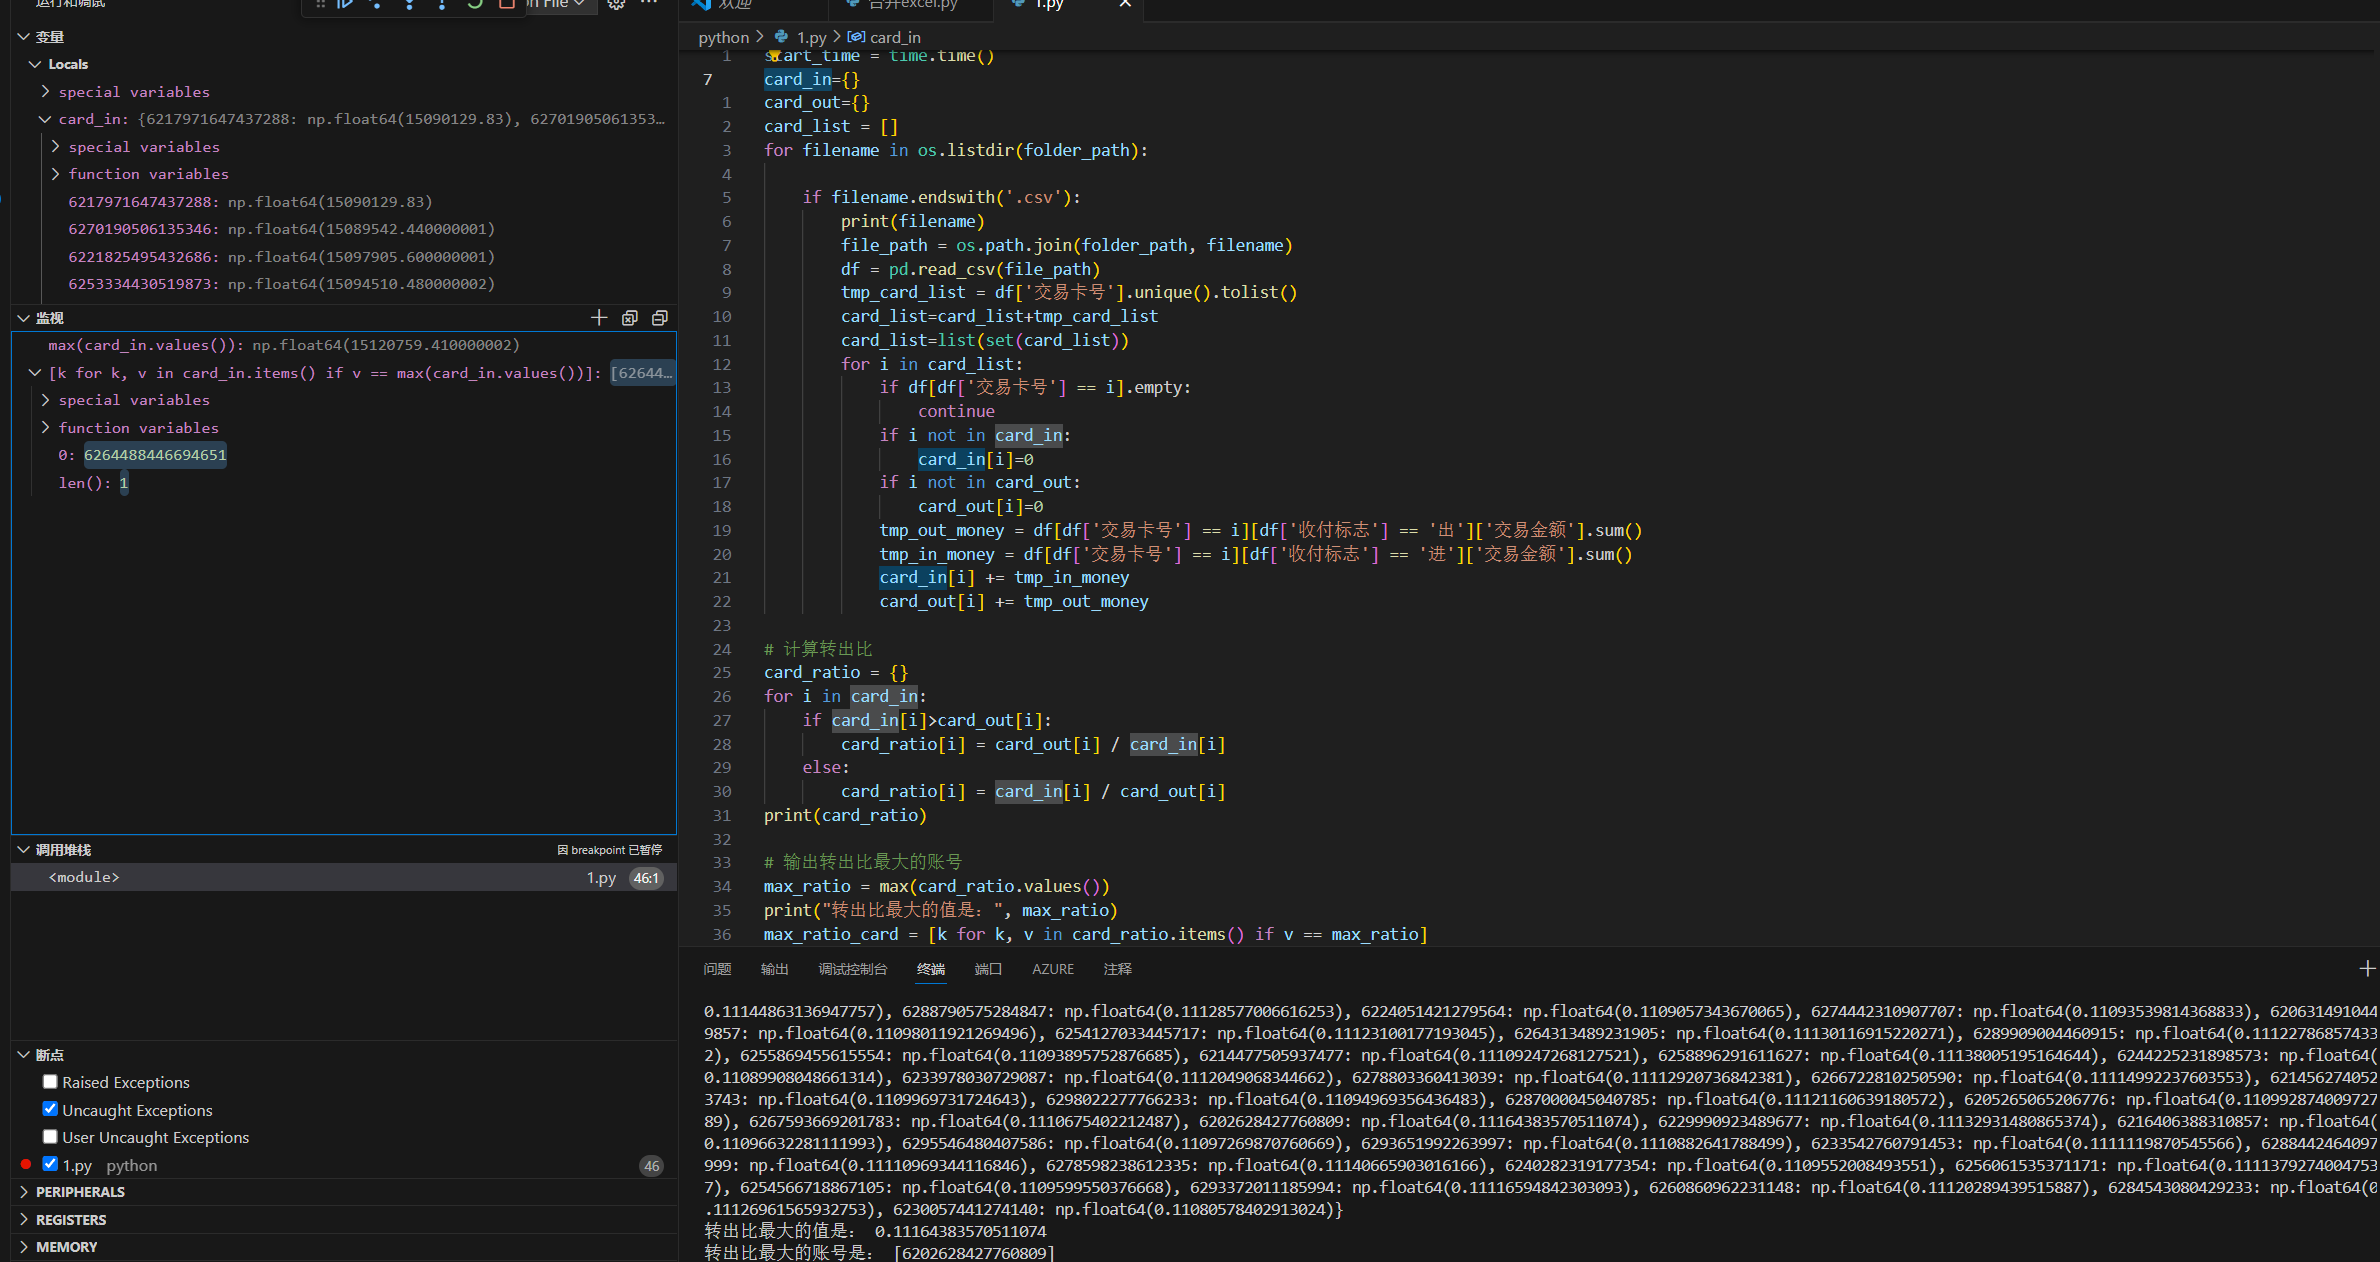 运行和调试
on File
欢迎
合并excel.py
1.py
变量
Locals
special variables
card_in: {6217971647437288: np.float64(15090129.83), 62701905061353…
special variables
function variables
6217971647437288: np.float64(15090129.83)
6270190506135346: np.float64(15089542.440000001)
6221825495432686: np.float64(15097905.600000001)
6253334430519873: np.float64(15094510.480000002)
监视
max(card_in.values()): np.float64(15120759.410000002)
[k for k, v in card_in.items() if v == max(card_in.values())]: [62644…
special variables
function variables
0: 6264488446694651
len(): 1
调用堆栈
因 breakpoint 已暂停
<module>
1.py 46:1
断点
Raised Exceptions
Uncaught Exceptions
User Uncaught Exceptions
1.py python 46
PERIPHERALS
REGISTERS
MEMORY
python > 1.py > card_in
1 start_time = time.time()
7 card_in={}
1 card_out={}
2 card_list = []
3 for filename in os.listdir(folder_path):
4
5 if filename.endswith('.csv'):
6 print(filename)
7 file_path = os.path.join(folder_path, filename)
8 df = pd.read_csv(file_path)
9 tmp_card_list = df['交易卡号'].unique().tolist()
10 card_list=card_list+tmp_card_list
11 card_list=list(set(card_list))
12 for i in card_list:
13 if df[df['交易卡号'] == i].empty:
14 continue
15 if i not in card_in:
16 card_in[i]=0
17 if i not in card_out:
18 card_out[i]=0
19 tmp_out_money = df[df['交易卡号'] == i][df['收付标志'] == '出']['交易金额'].sum()
20 tmp_in_money = df[df['交易卡号'] == i][df['收付标志'] == '进']['交易金额'].sum()
21 card_in[i] += tmp_in_money
22 card_out[i] += tmp_out_money
23
24 # 计算转出比
25 card_ratio = {}
26 for i in card_in:
27 if card_in[i]>card_out[i]:
28 card_ratio[i] = card_out[i] / card_in[i]
29 else:
30 card_ratio[i] = card_in[i] / card_out[i]
31 print(card_ratio)
32
33 # 输出转出比最大的账号
34 max_ratio = max(card_ratio.values())
35 print("转出比最大的值是: ", max_ratio)
36 max_ratio_card = [k for k, v in card_ratio.items() if v == max_ratio]
问题 输出 调试控制台 终端 端口 AZURE 注释
0.11144863136947757), 6288790575284847: np.float64(0.11128577006616253), 6224051421279564: np.float64(0.1109057343670065), 6274442310907707: np.float64(0.11093539814368833), 620631491044
9857: np.float64(0.11098011921269496), 6254127033445717: np.float64(0.11123100177193045), 6264313489231905: np.float64(0.11130116915220271), 6289909004460915: np.float64(0.11122786857433
2), 6255869455615554: np.float64(0.11093895752876685), 6214477505937477: np.float64(0.11109247268127521), 6258896291611627: np.float64(0.11138005195164644), 6244225231898573: np.float64(
0.11089908048661314), 6233978030729087: np.float64(0.1112049068344662), 6278803360413039: np.float64(0.11112920736842381), 6266722810250590: np.float64(0.11114992237603553), 621456274052
3743: np.float64(0.1109969731724643), 6298022277766233: np.float64(0.11094969356436483), 6287000045040785: np.float64(0.11121160639180572), 6205265065206776: np.float64(0.110992874009727
89), 6267593669201783: np.float64(0.1110675402212487), 6202628427760809: np.float64(0.11164383570511074), 6229990923489677: np.float64(0.11132931480865374), 6216406388310857: np.float64(
0.11096632281111993), 6295546480407586: np.float64(0.11097269870760669), 6293651992263997: np.float64(0.1110882641788499), 6233542760791453: np.float64(0.1111119870545566), 6288442464097
999: np.float64(0.11110969344116846), 6278598238612335: np.float64(0.11140665903016166), 6240282319177354: np.float64(0.1109552008493551), 6256061535371171: np.float64(0.1111379274004753
7), 6254566718867105: np.float64(0.1109599550376668), 6293372011185994: np.float64(0.11116594842303093), 6260860962231148: np.float64(0.11120289439515887), 6284543080429233: np.float64(0
.11126961565932753), 6230057441274140: np.float64(0.11080578402913024)}
转出比最大的值是: 0.11164383570511074
转出比最大的账号是: [6202628427760809]